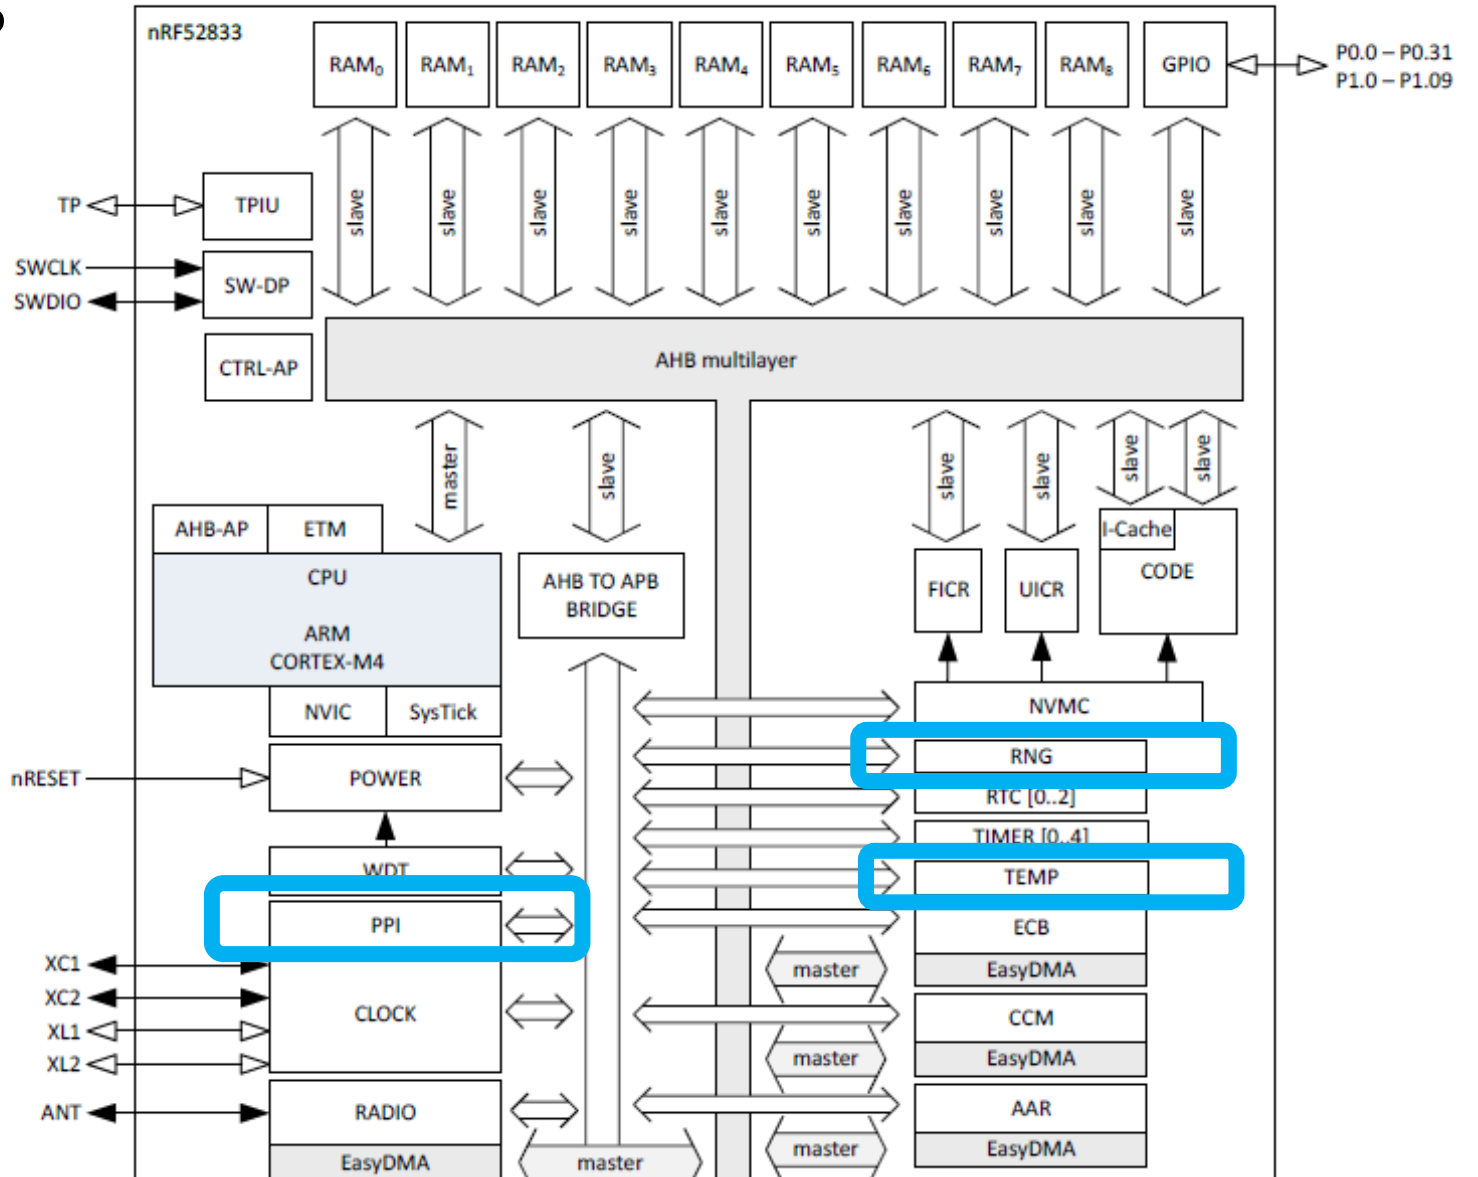 nRF52833
RAM₀
RAM₁
RAM₂
RAM₃
RAM₄
RAM₅
RAM₆
RAM₇
RAM₈
GPIO
P0.0 – P0.31
P1.0 – P1.09
slave
slave
slave
slave
slave
slave
slave
slave
slave
slave
TP
TPIU
SWCLK
SWDIO
SW-DP
CTRL-AP
AHB multilayer
master
slave
slave
slave
slave
slave
AHB-AP
ETM
CPU
ARM
CORTEX-M4
NVIC
SysTick
AHB TO APB
BRIDGE
FICR
UICR
I-Cache
CODE
NVMC
nRESET
POWER
RNG
RTC [0..2]
TIMER [0..4]
WDT
TEMP
PPI
ECB
EasyDMA
master
XC1
XC2
XL1
XL2
CLOCK
CCM
EasyDMA
master
ANT
RADIO
EasyDMA
master
AAR
EasyDMA
master